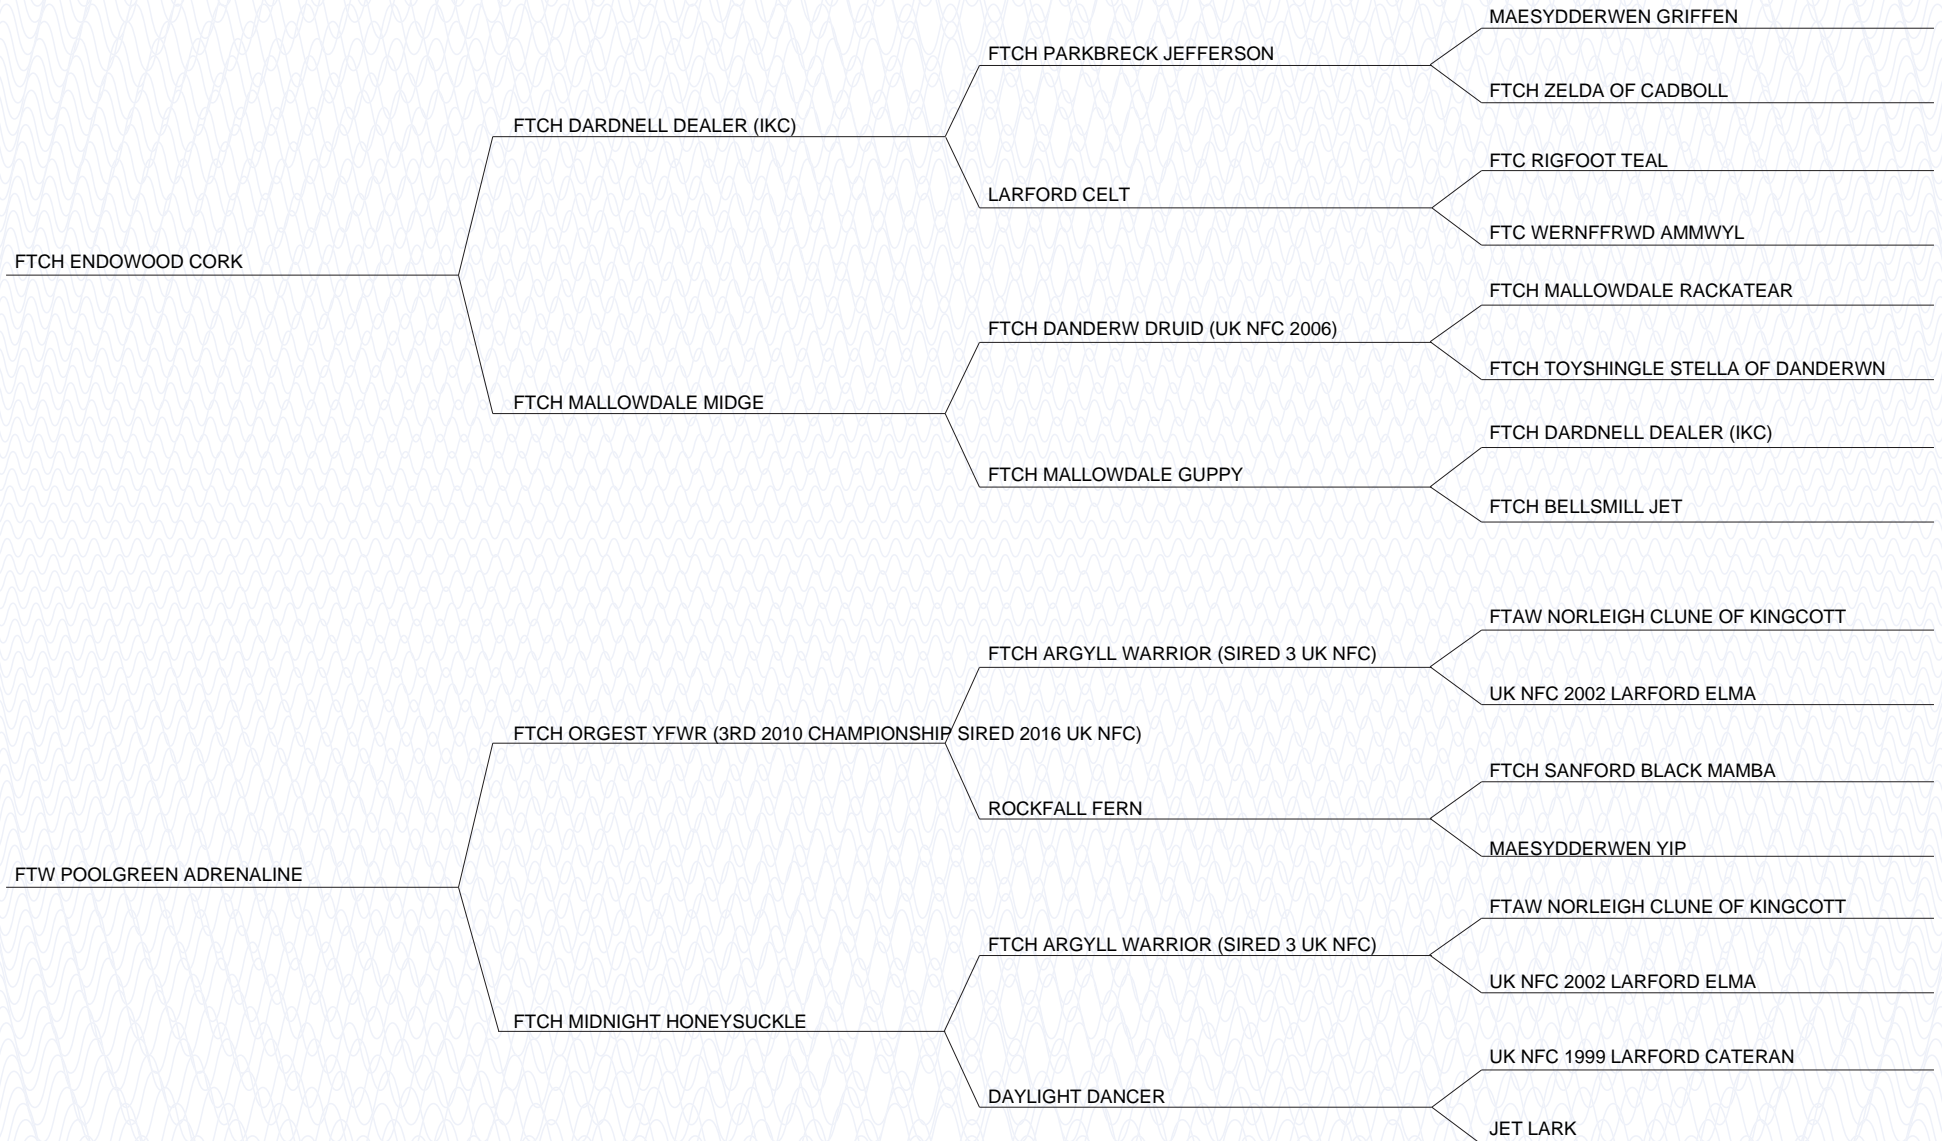 MAESYDDERWEN GRIFFEN
FTCH PARKBRECK JEFFERSON
FTCH ZELDA OF CADBOLL
FTCH DARDNELL DEALER (IKC)
FTC RIGFOOT TEAL
LARFORD CELT
FTC WERNFFRWD AMMWYL
FTCH ENDOWOOD CORK
FTCH MALLOWDALE RACKATEAR
FTCH DANDERW DRUID (UK NFC 2006)
FTCH TOYSHINGLE STELLA OF DANDERWN
FTCH MALLOWDALE MIDGE
FTCH DARDNELL DEALER (IKC)
FTCH MALLOWDALE GUPPY
FTCH BELLSMILL JET
FTAW NORLEIGH CLUNE OF KINGCOTT
FTCH ARGYLL WARRIOR (SIRED 3 UK NFC)
UK NFC 2002 LARFORD ELMA
FTCH ORGEST YFWR (3RD 2010 CHAMPIONSHIP SIRED 2016 UK NFC)
FTCH SANFORD BLACK MAMBA
ROCKFALL FERN
MAESYDDERWEN YIP
FTW POOLGREEN ADRENALINE
FTAW NORLEIGH CLUNE OF KINGCOTT
FTCH ARGYLL WARRIOR (SIRED 3 UK NFC)
UK NFC 2002 LARFORD ELMA
FTCH MIDNIGHT HONEYSUCKLE
UK NFC 1999 LARFORD CATERAN
DAYLIGHT DANCER
JET LARK